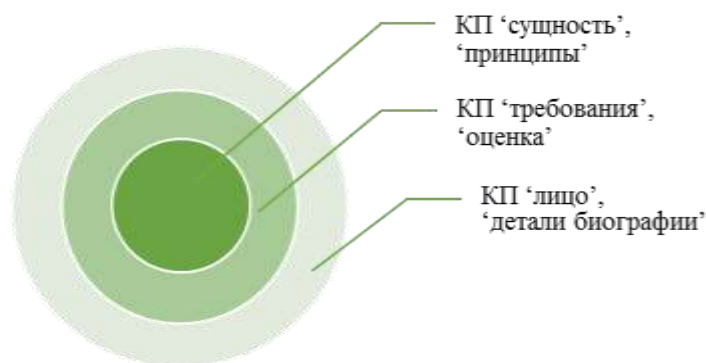 КП ‘сущность’,
‘принципы’
КП ‘требования’,
‘оценка’
КП ‘лицо’,
‘детали биографии’